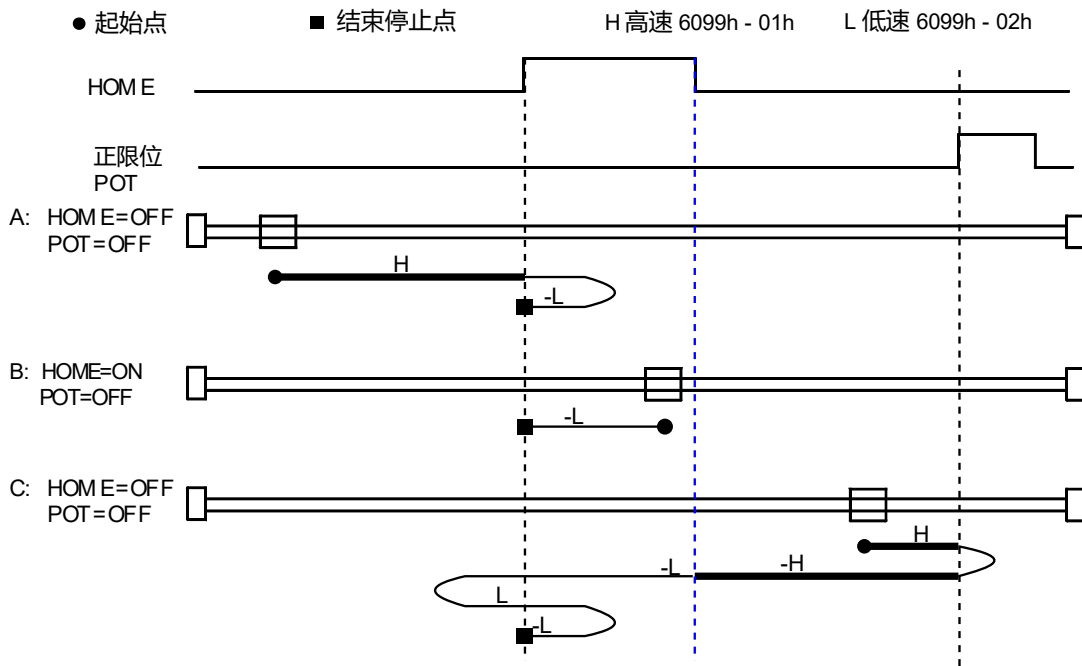 ● 起始点 ■ 结束停止点 H 高速 6099h - 01h L 低速 6099h - 02h
HOME
正限位
POT
A: HOME=OFF
POT=OFF
H
-L
B: HOME=ON
POT=OFF
-L
C: HOME=OFF
POT=OFF
H
-L -H
L
-L